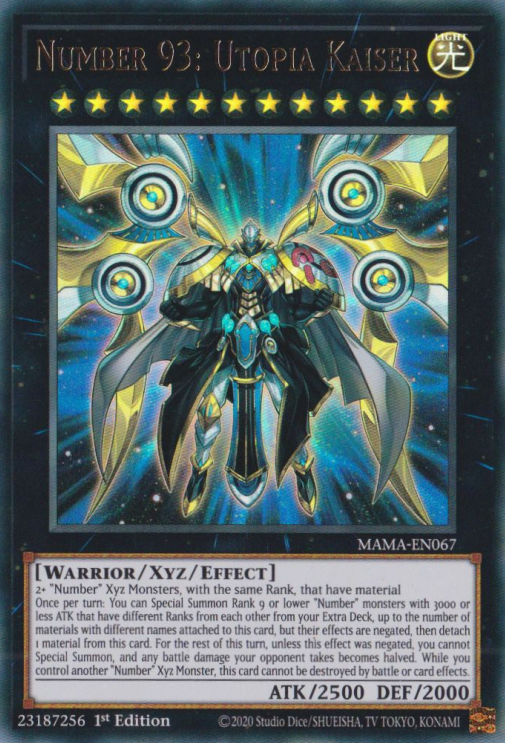 NUMBER 93: UTOPIA KAISER
LIGHT
光
MAMA-EN067
[WARRIOR/XYZ/EFFECT]
2+ "Number" Xyz Monsters, with the same Rank, that have material
Once per turn: You can Special Summon Rank 9 or lower "Number" monsters with 3000 or
less ATK that have different Ranks from each other from your Extra Deck, up to the number of
materials with different names attached to this card, but their effects are negated, then detach
1 material from this card. For the rest of this turn, unless this effect was negated, you cannot
Special Summon, and any battle damage your opponent takes becomes halved. While you
control another "Number" Xyz Monster, this card cannot be destroyed by battle or card effects.
ATK/2500 DEF/2000
23187256 1st Edition ©2020 Studio Dice/SHUEISHA, TV TOKYO, KONAMI